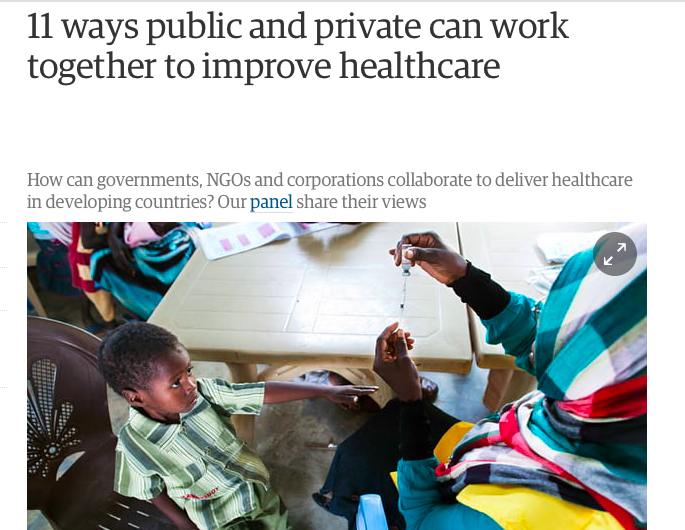 11 ways public and private can work
together to improve healthcare
How can governments, NGOs and corporations collaborate to deliver healthcare
in developing countries? Our panel share their views